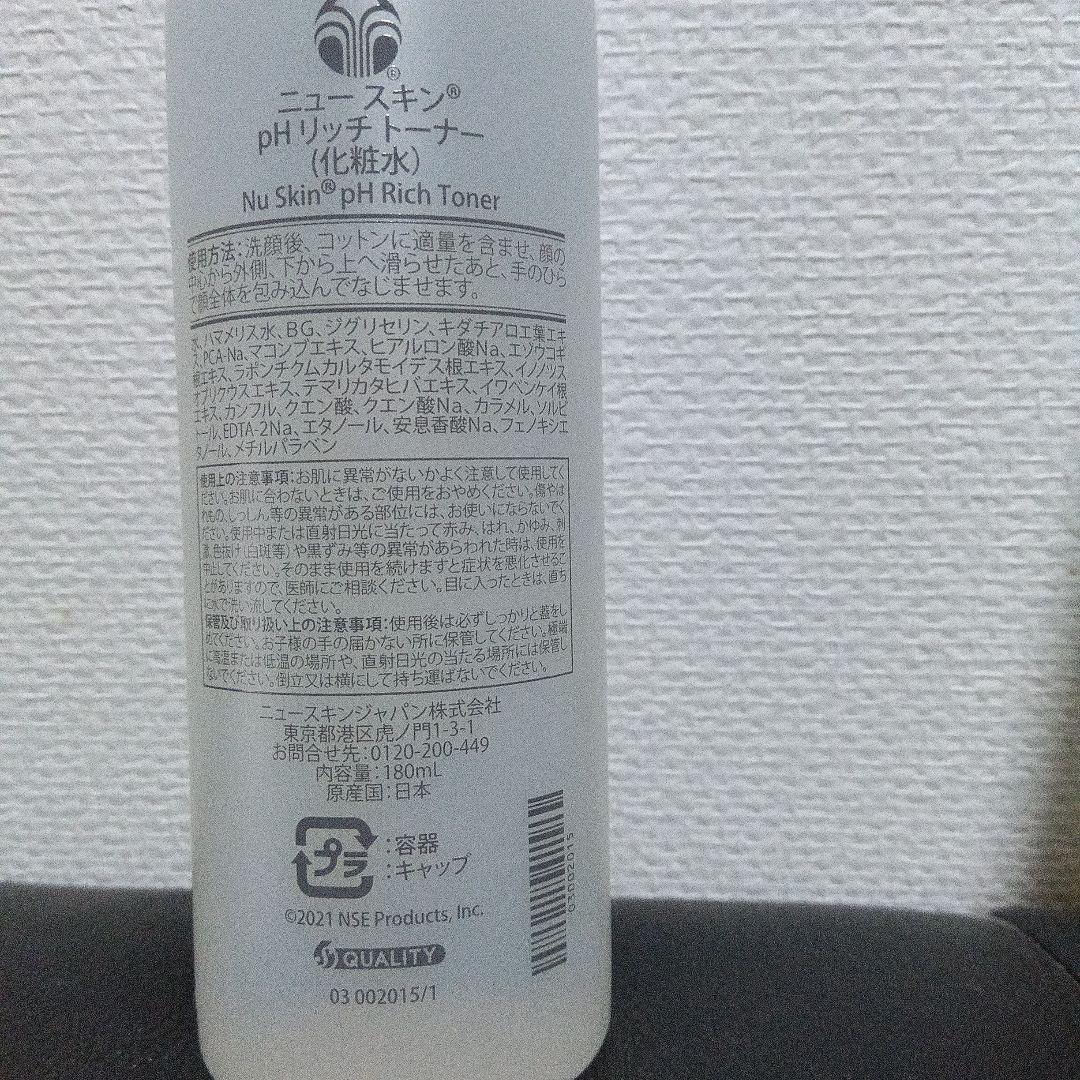 ニュー スキン®
pH リッチ トーナー
(化粧水)
Nu Skin® pH Rich Toner
使用方法:洗顔後、コットンに適量を含ませ、顔の
中心から外側、下から上へ滑らせたあと、手のひら
で顔全体を包み込んでなじませます。
水、ハマメリス水、BG、ジグリセリン、キダチアロエ葉エキ
ス、PCA-Na、マコンブエキス、ヒアルロン酸Na、エゾウコギ
根エキス、ラポンチクムカルタモイデス根エキス、イノノツス
オブリクウスエキス、テマリカタヒバエキス、イワベンケイ根
エキス、カンフル、クエン酸、クエン酸Na、カラメル、ソルビ
トール、EDTA-2Na、エタノール、安息香酸Na、フェノキシエ
タノール、メチルパラベン
使用上の注意事項:お肌に異常がないかよく注意して使用してく
ださい。お肌に合わないときは、ご使用をおやめください。傷やは
れもの、しっしん等の異常がある部位には、お使いにならないでく
ださい。使用中または直射日光に当たって赤み、はれ、かゆみ、刺
激、色抜け(白斑等)や黒ずみ等の異常があらわれた時は、使用を
中止してください。そのまま使用を続けますと症状を悪化させるこ
とがありますので、医師にご相談ください。目に入ったときは、直ち
に水で洗い流してください。
保管及び取り扱い上の注意事項:使用後は必ずしっかりと蓋をし
めてください。お子様の手の届かない所に保管してください。極端
に高温または低温の場所や、直射日光の当たる場所には保管し
ないでください。倒立又は横にして持ち運ばないでください。
ニュースキンジャパン株式会社
東京都港区虎ノ門1-3-1
お問合せ先:0120-200-449
内容量:180mL
原産国:日本
プラ
:容器
:キャップ
03002015
©2021 NSE Products, Inc.
QUALITY
03 002015/1